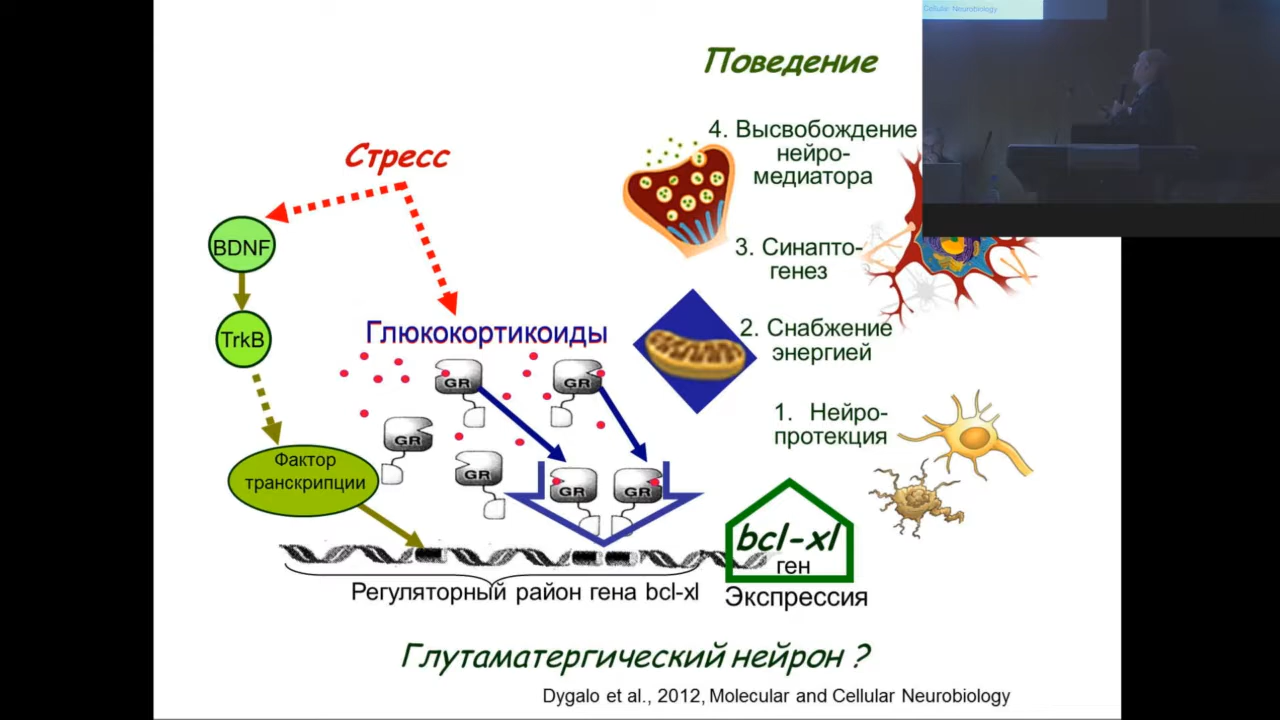 Cellular Neurobiology
Поведение
4. Высвобождение
нейро-
медиатора
Стресс
BDNF
3. Синапто-
генез
TrkB
Глюкокортикоиды
2. Снабжение
энергией
GR
GR
1. Нейро-
протекция
GR
Фактор
транскрипции
GR
GR
GR
bcl-xl
ген
Регуляторный район гена bcl-xl
Экспрессия
Глутаматергический нейрон ?
Dygalo et al., 2012, Molecular and Cellular Neurobiology